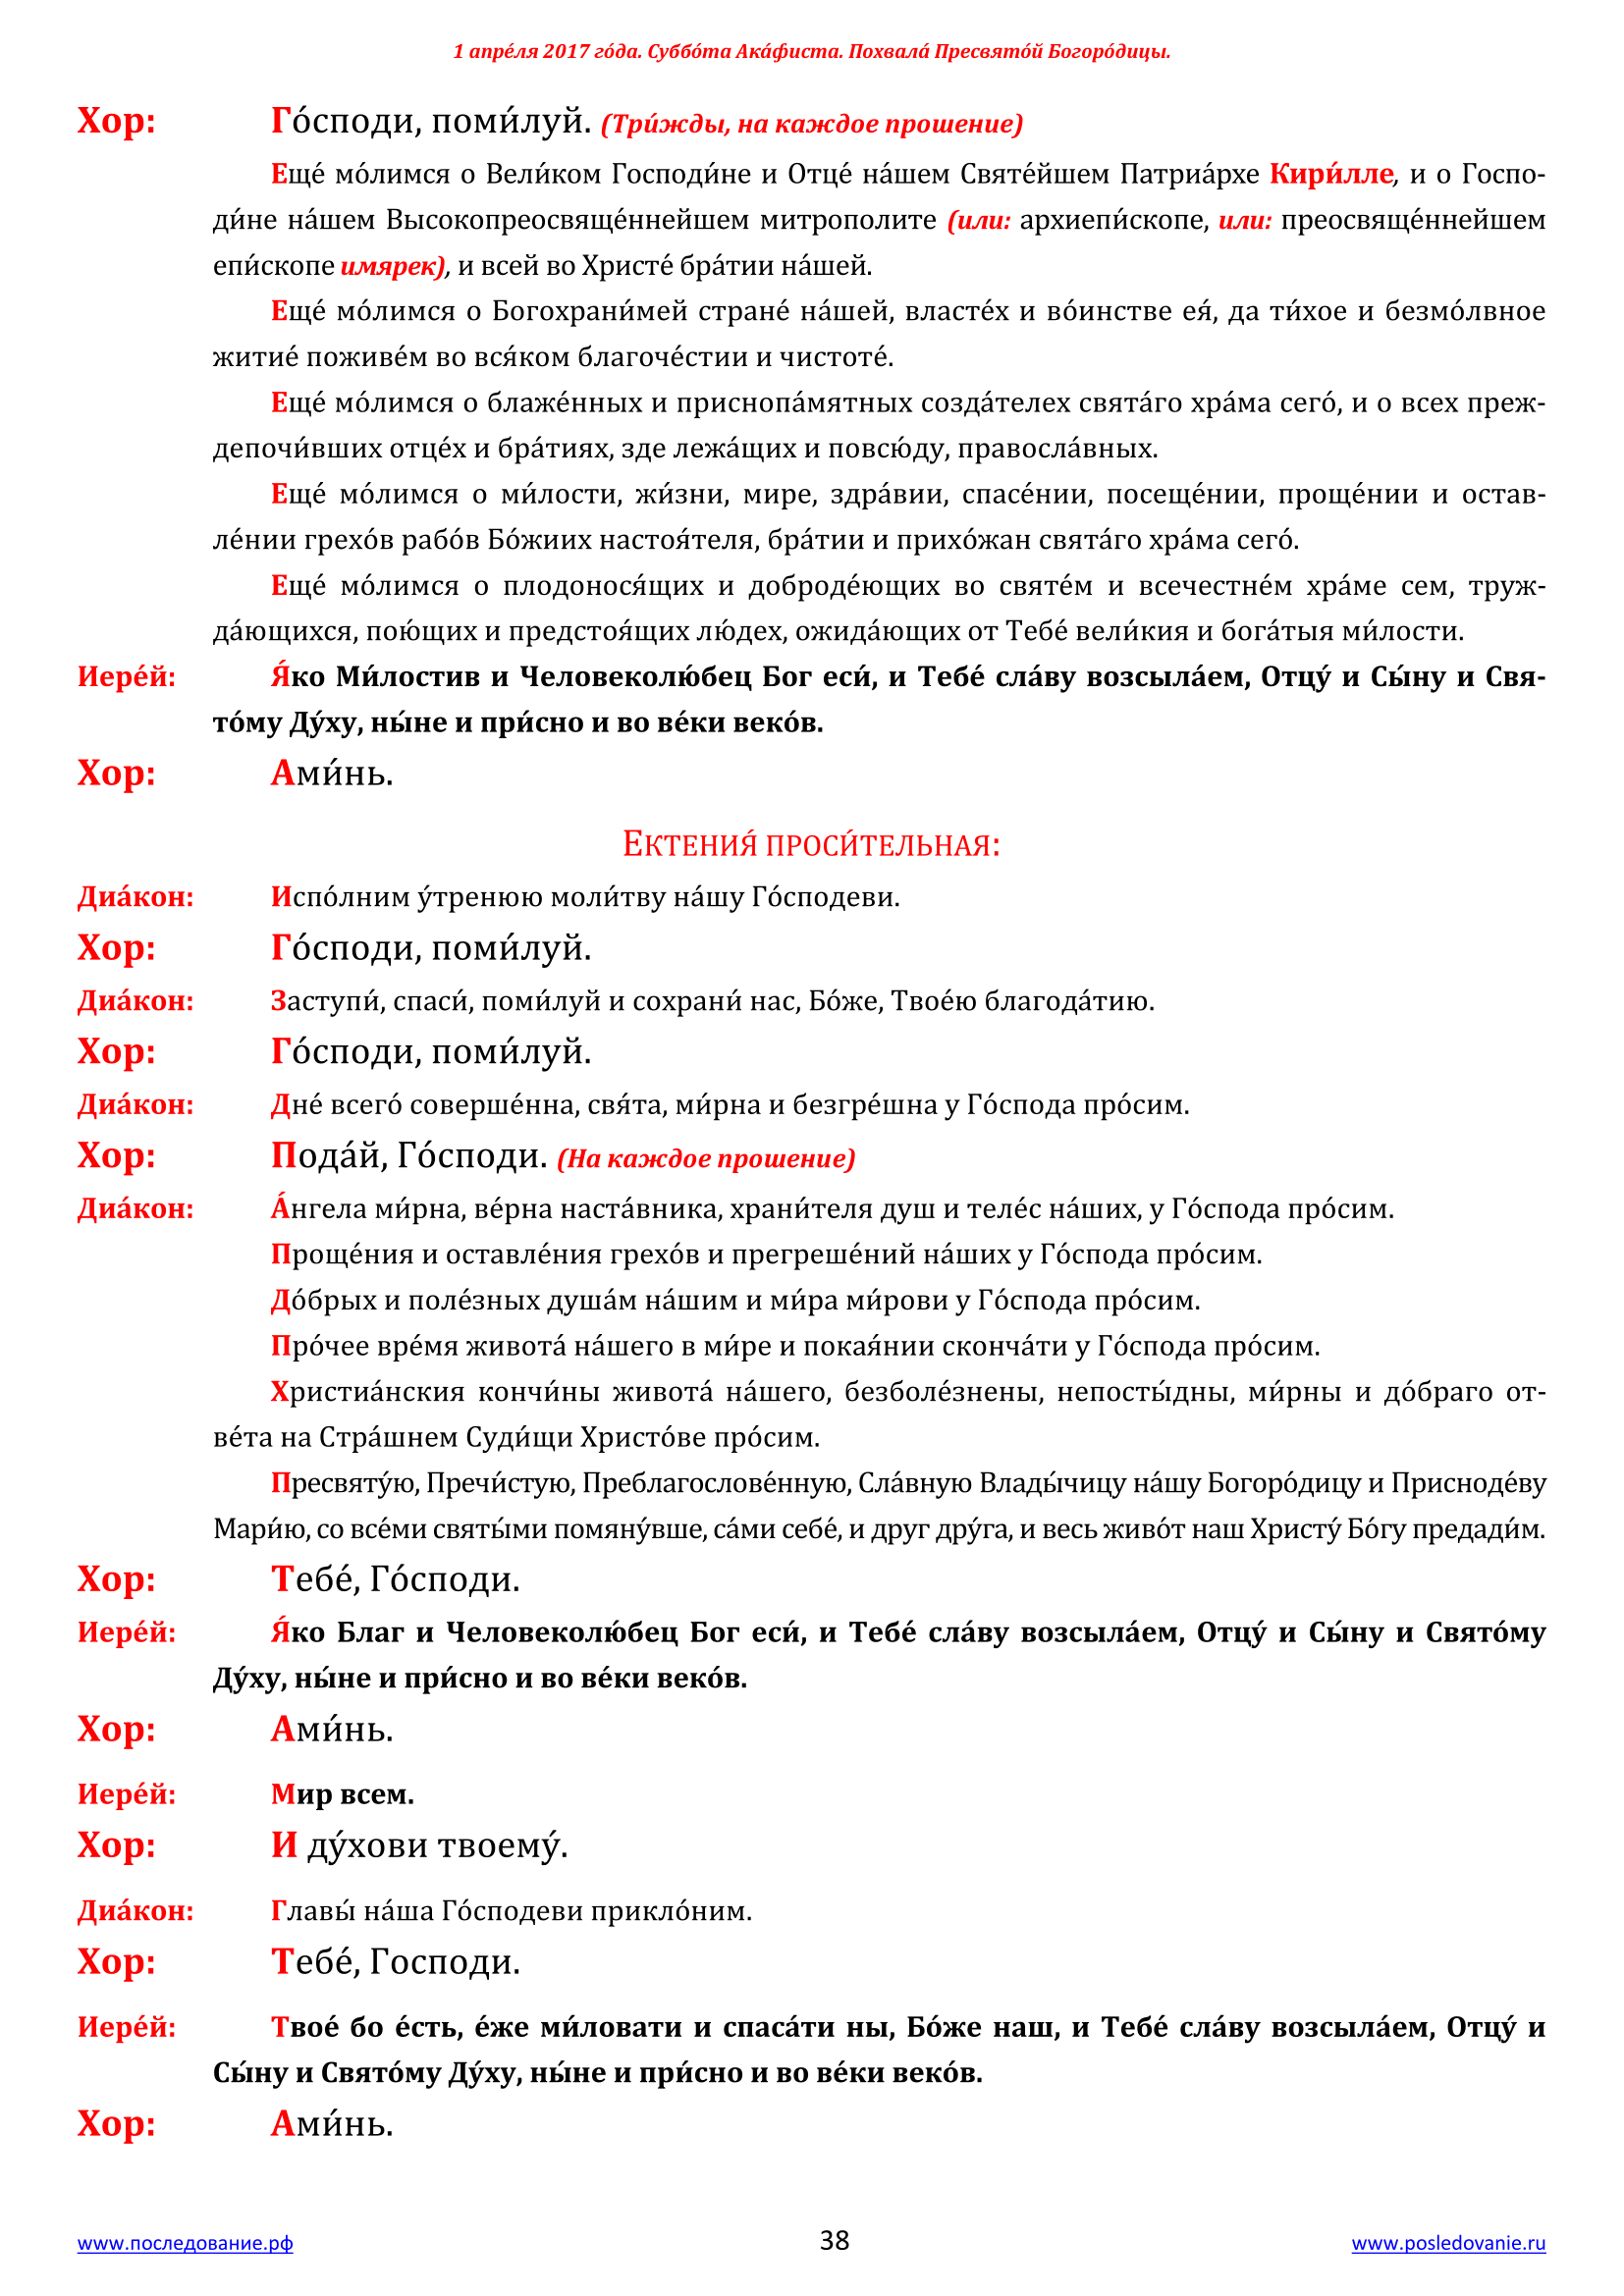 1 апре́ля 2017 го́да. Суббо́та Ака́фиста. Похвала́ Пресвято́й Богоро́дицы.
Хор: Го́споди, поми́луй. (Три́жды, на каждое прошение)
Еще́ мо́лимся о Вели́ком Господи́не и Отце́ на́шем Святе́йшем Патриа́рхе Кири́лле, и о Госпо-
ди́не на́шем Высокопреосвяще́ннейшем митрополите (или: архиепи́скопе, или: преосвяще́ннейшем
епи́скопе имярек), и всей во Христе́ бра́тии на́шей.
Еще́ мо́лимся о Богохрани́мей стране́ на́шей, власте́х и во́инстве ея́, да ти́хое и безмо́лвное
житие́ поживе́м во вся́ком благоче́стии и чистоте́.
Еще́ мо́лимся о блаже́нных и приснопа́мятных созда́телех свята́го хра́ма сего́, и о всех преж-
депочи́вших отце́х и бра́тиях, зде лежа́щих и повсю́ду, правосла́вных.
Еще́ мо́лимся о ми́лости, жи́зни, мире, здра́вии, спасе́нии, посеще́нии, проще́нии и остав-
ле́нии грехо́в рабо́в Бо́жиих настоя́теля, бра́тии и прихо́жан свята́го хра́ма сего́.
Еще́ мо́лимся о плодонося́щих и доброде́ющих во святе́м и всечестне́м хра́ме сем, труж-
да́ющихся, пою́щих и предстоя́щих лю́дех, ожида́ющих от Тебе́ вели́кия и бога́тыя ми́лости.
Иере́й: Я́ко Ми́лостив и Человеколю́бец Бог еси́, и Тебе́ сла́ву возсыла́ем, Отцу́ и Сы́ну и Свя-
то́му Ду́ху, ны́не и при́сно и во ве́ки веко́в.
Хор: Ами́нь.
Ектения́ проси́тельная:
Диа́кон: Испо́лним у́тренюю моли́тву на́шу Го́сподеви.
Хор: Го́споди, поми́луй.
Диа́кон: Заступи́, спаси́, поми́луй и сохрани́ нас, Бо́же, Твое́ю благода́тию.
Хор: Го́споди, поми́луй.
Диа́кон: Дне́ всего́ соверше́нна, свя́та, ми́рна и безгре́шна у Го́спода про́сим.
Хор: Пода́й, Го́споди. (На каждое прошение)
Диа́кон: А́нгела ми́рна, ве́рна наста́вника, храни́теля душ и теле́с на́ших, у Го́спода про́сим.
Проще́ния и оставле́ния грехо́в и прегреше́ний на́ших у Го́спода про́сим.
До́брых и поле́зных душа́м на́шим и ми́ра ми́рови у Го́спода про́сим.
Про́чее вре́мя живота́ на́шего в ми́ре и покая́нии сконча́ти у Го́спода про́сим.
Христиа́нския кончи́ны живота́ на́шего, безболе́знены, непосты́дны, ми́рны и до́браго от-
ве́та на Стра́шнем Суди́щи Христо́ве про́сим.
Пресвяту́ю, Пречи́стую, Преблагослове́нную, Сла́вную Влады́чицу на́шу Богоро́дицу и Присноде́ву
Мари́ю, со все́ми святы́ми помяну́вше, са́ми себе́, и друг дру́га, и весь живо́т наш Христу́ Бо́гу предади́м.
Хор: Тебе́, Го́споди.
Иере́й: Я́ко Благ и Человеколю́бец Бог еси́, и Тебе́ сла́ву возсыла́ем, Отцу́ и Сы́ну и Свято́му
Ду́ху, ны́не и при́сно и во ве́ки веко́в.
Хор: Ами́нь.
Иере́й: Мир всем.
Хор: И ду́хови твоему́.
Диа́кон: Главы́ на́ша Го́сподеви прикло́ним.
Хор: Тебе́, Господи.
Иере́й: Твое́ бо е́сть, е́же ми́ловати и спаса́ти ны, Бо́же наш, и Тебе́ сла́ву возсыла́ем, Отцу́ и
Сы́ну и Свято́му Ду́ху, ны́не и при́сно и во ве́ки веко́в.
Хор: Ами́нь.
www.последование.рф 38 www.posledovanie.ru